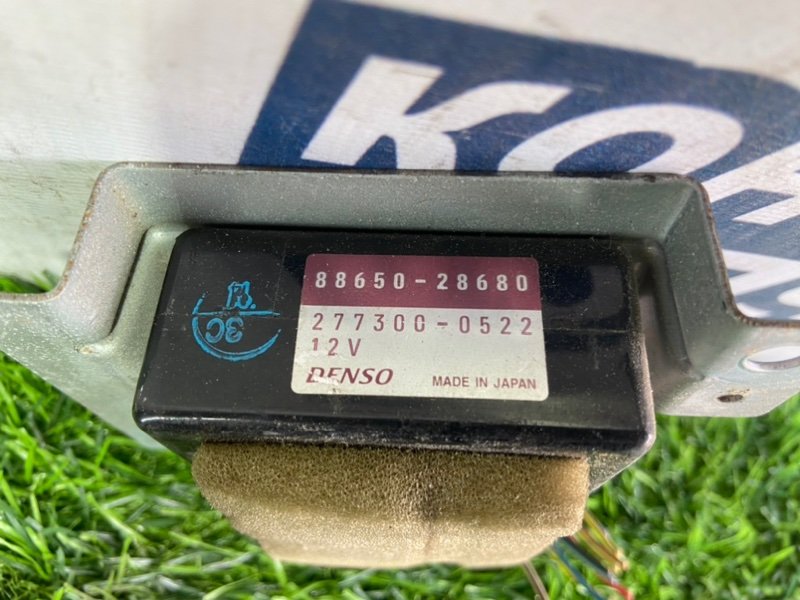 88650-28680
277300-0522
12V
DENSO MADE IN JAPAN
3C